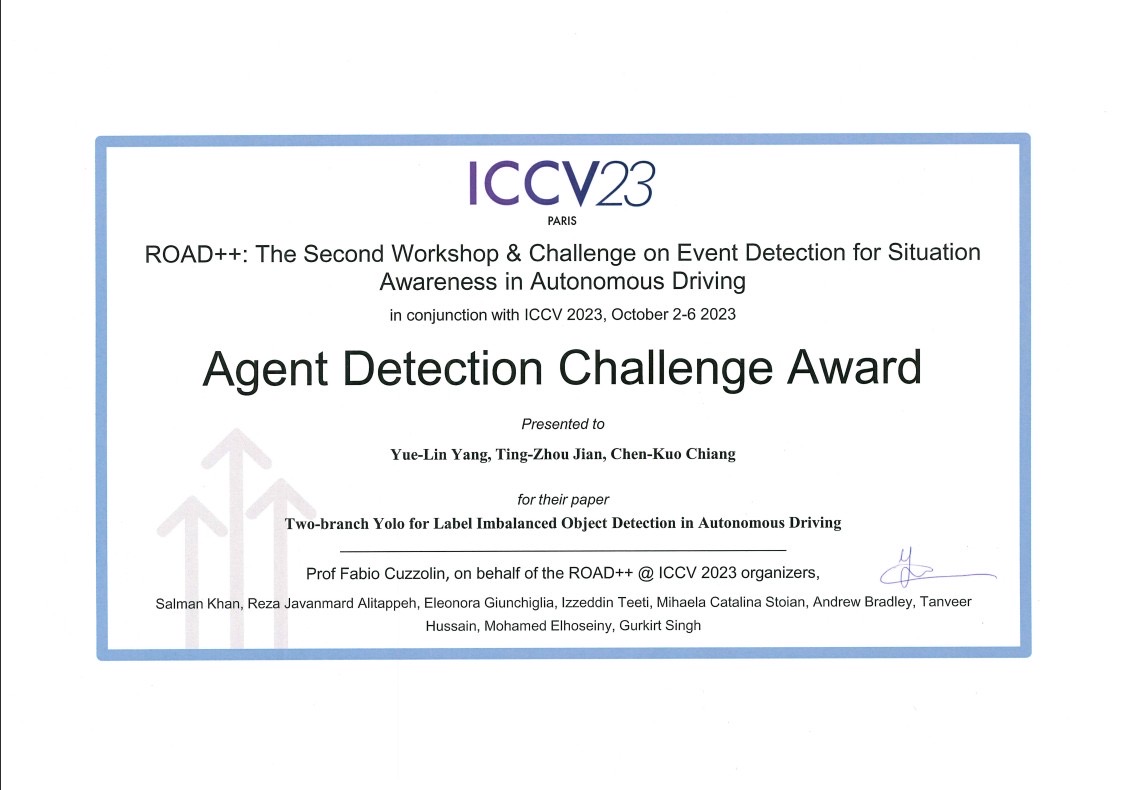 ICCV23
PARIS
ROAD++: The Second Workshop & Challenge on Event Detection for Situation
Awareness in Autonomous Driving
in conjunction with ICCV 2023, October 2-6 2023
Agent Detection Challenge Award
Presented to
Yue-Lin Yang, Ting-Zhou Jian, Chen-Kuo Chiang
for their paper
Two-branch Yolo for Label Imbalanced Object Detection in Autonomous Driving
Prof Fabio Cuzzolin, on behalf of the ROAD++ @ ICCV 2023 organizers,
Salman Khan, Reza Javanmard Alitappeh, Eleonora Giunchiglia, Izzeddin Teeti, Mihaela Catalina Stoian, Andrew Bradley, Tanveer
Hussain, Mohamed Elhoseiny, Gurkirt Singh